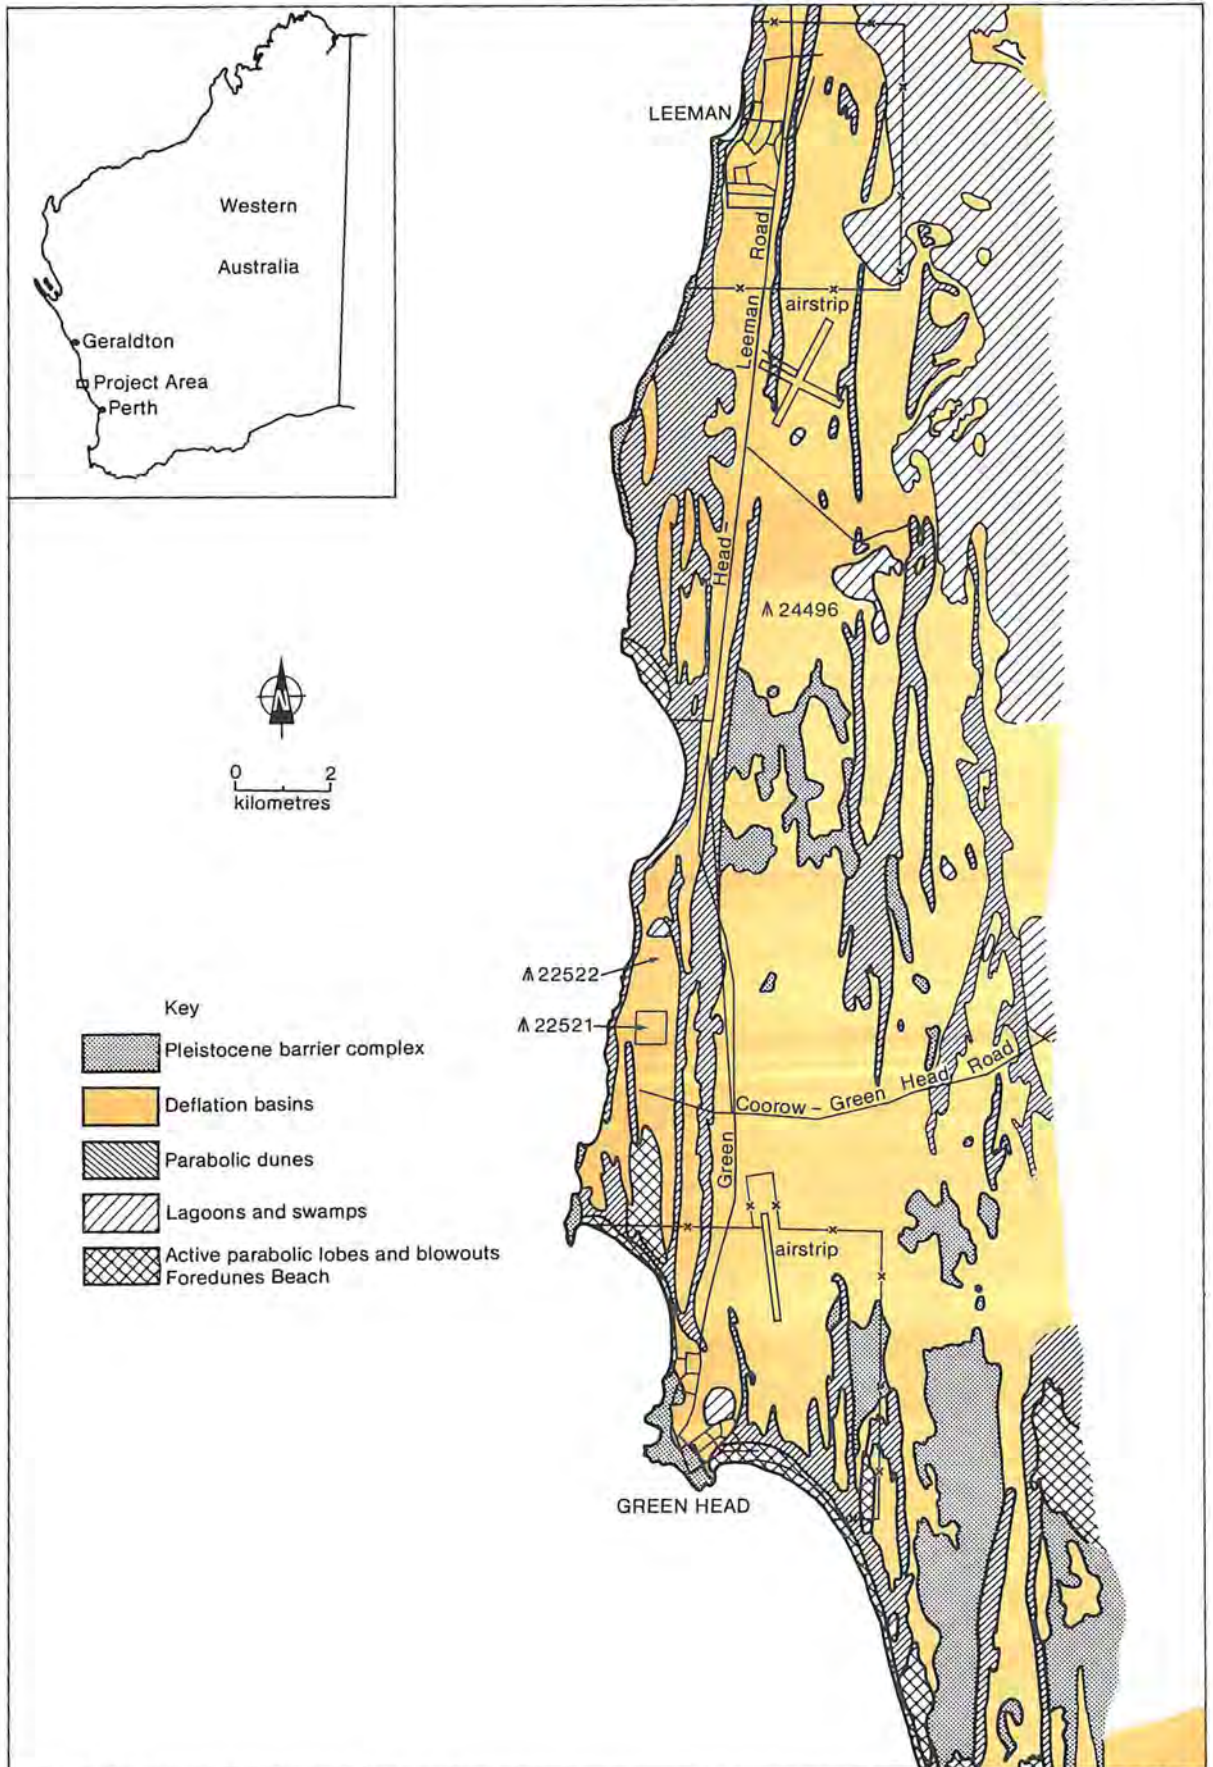 Western
Australia
Geraldton
Project Area
Perth
LEEMAN
Road
Leeman
airstrip
Head -
24496
N
0 2
kilometres
22522
22521
Coorow - Green Head Road
Green
airstrip
GREEN HEAD
Key
Pleistocene barrier complex
Deflation basins
Parabolic dunes
Lagoons and swamps
Active parabolic lobes and blowouts
Foredunes Beach